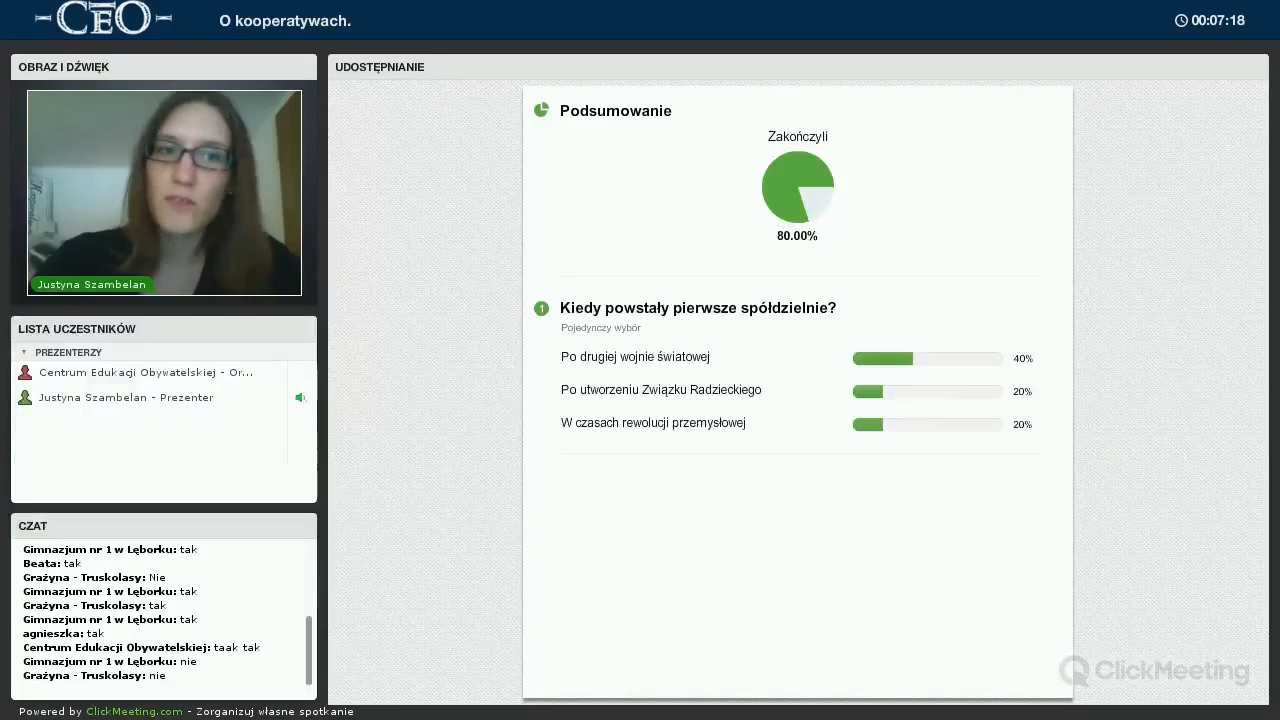 CEO
O kooperatywach.
00:07:18
OBRAZ I DŹWIĘK
Justyna Szambelan
LISTA UCZESTNIKÓW
PREZENTERZY
Centrum Edukacji Obywatelskiej - Or...
Justyna Szambelan - Prezenter
CZAT
Gimnazjum nr 1 w Lęborku: tak
Beata: tak
Grażyna - Truskolasy: Nie
Gimnazjum nr 1 w Lęborku: tak
Grażyna - Truskolasy: tak
Gimnazjum nr 1 w Lęborku: tak
agnieszka: tak
Centrum Edukacji Obywatelskiej: taak tak
Gimnazjum nr 1 w Lęborku: nie
Grażyna - Truskolasy: nie
Powered by ClickMeeting.com - Zorganizuj własne spotkanie
UDOSTĘPNIANIE
Podsumowanie
Zakończyli
80.00%
1 Kiedy powstały pierwsze spółdzielnie?
Pojedynczy wybór
Po drugiej wojnie światowej 40%
Po utworzeniu Związku Radzieckiego 20%
W czasach rewolucji przemysłowej 20%
ClickMeeting